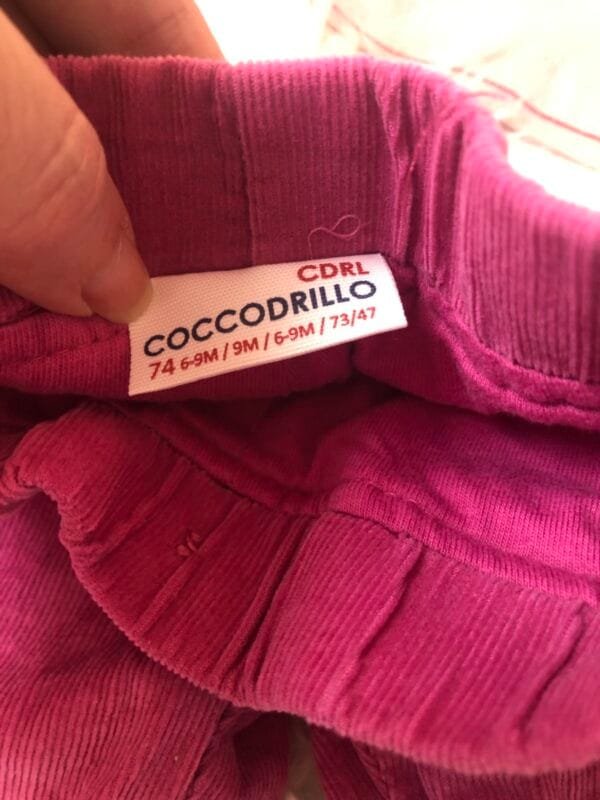 CDRL
COCCODRILLO
74 6-9M / 9M / 6-9M / 73/47